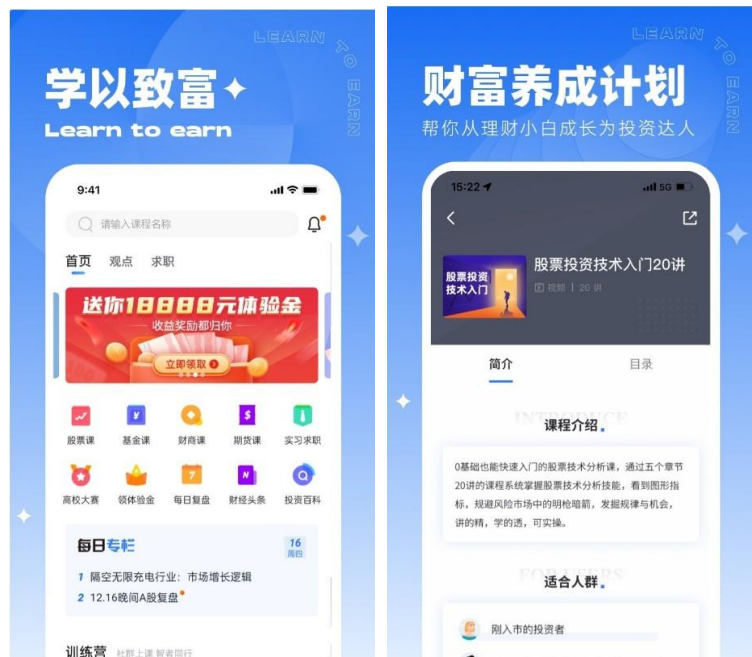 LEARN TO EARN
学以致富
Learn to earn
9:41
请输入课程名称
首页 观点 求职
送你18888元体验金
收益奖励都归你
立即领取
股票课 基金课 财商课 期货课 实习求职
7
高校大赛 领体验金 每日复盘 财经头条 投资百科
每日专栏
16
周四
1 隔空无限充电行业：市场增长逻辑
2 12.16晚间A股复盘
训练营 社群上课 智者同行
LEARN TO EARN
财富养成计划
帮你从理财小白成长为投资达人
15:22
5G
股票投资
技术入门
股票投资技术入门20讲
视频 | 20 讲
简介 目录
INTRODUCE
课程介绍
0基础也能快速入门的股票技术分析课，通过五个章节
20讲的课程系统掌握股票技术分析技能，看到图形指
标，规避风险市场中的明枪暗箭，发掘规律与机会，
讲的精，学的透，可实操。
FOR USERS
适合人群
刚入市的投资者